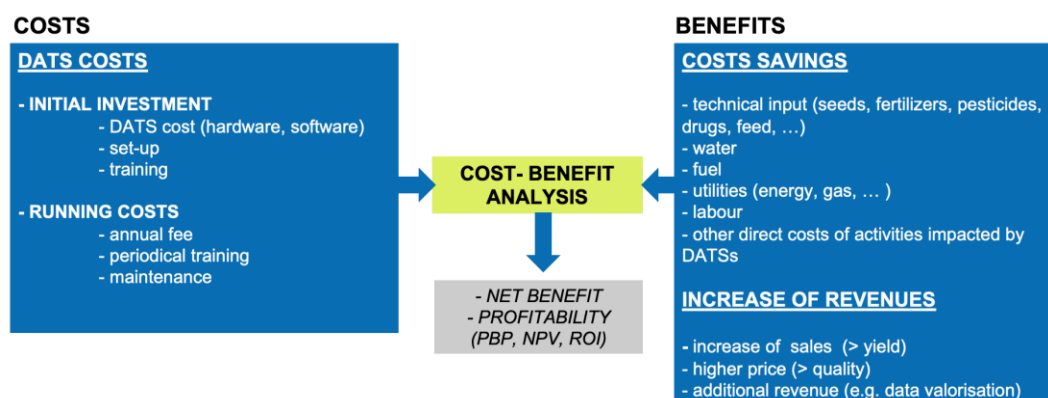 COSTS
DATS COSTS
- INITIAL INVESTMENT
- DATS cost (hardware, software)
- set-up
- training
- RUNNING COSTS
- annual fee
- periodical training
- maintenance
COST- BENEFIT
ANALYSIS
- NET BENEFIT
- PROFITABILITY
(PBP, NPV, ROI)
BENEFITS
COSTS SAVINGS
- technical input (seeds, fertilizers, pesticides,
drugs, feed, …)
- water
- fuel
- utilities (energy, gas, … )
- labour
- other direct costs of activities impacted by
DATSs
INCREASE OF REVENUES
- increase of sales (> yield)
- higher price (> quality)
- additional revenue (e.g. data valorisation)